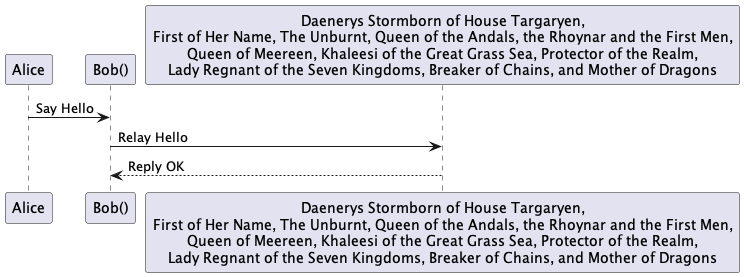 Daenerys Stormborn of House Targaryen,
First of Her Name, The Unburnt, Queen of the Andals, the Rhoynar and the First Men,
Queen of Meereen, Khaleesi of the Great Grass Sea, Protector of the Realm,
Lady Regnant of the Seven Kingdoms, Breaker of Chains, and Mother of Dragons
Alice
Bob()
Say Hello
Relay Hello
Reply OK
Alice
Bob()
Daenerys Stormborn of House Targaryen,
First of Her Name, The Unburnt, Queen of the Andals, the Rhoynar and the First Men,
Queen of Meereen, Khaleesi of the Great Grass Sea, Protector of the Realm,
Lady Regnant of the Seven Kingdoms, Breaker of Chains, and Mother of Dragons